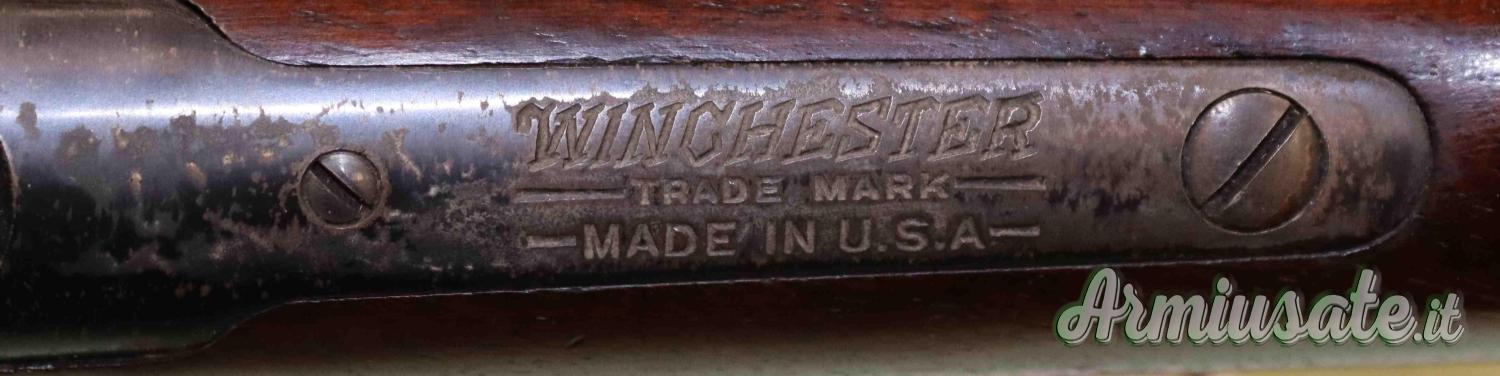 WINCHESTER
TRADE MARK
MADE IN U.S.A
Armiusate.it